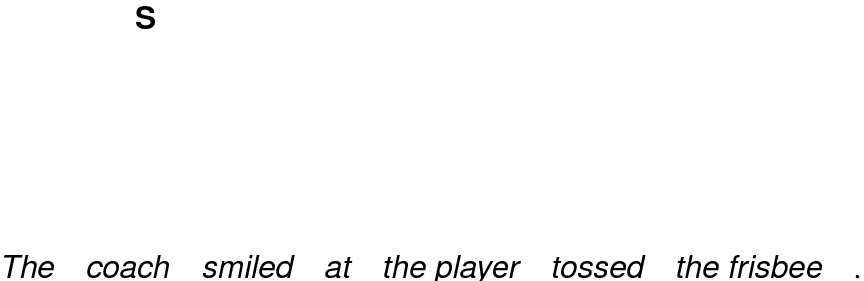 S
The coach smiled at the player tossed the frisbee .